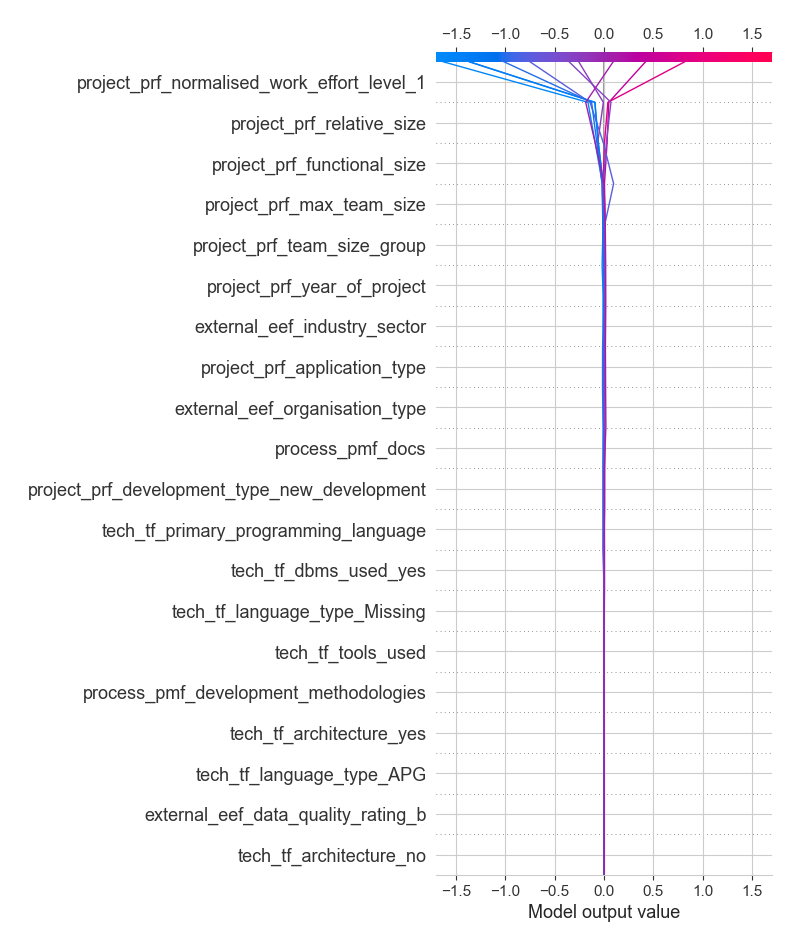 −1.5 −1.0 −0.5 0.0 0.5 1.0 1.5
project_prf_normalised_work_effort_level_1
project_prf_relative_size
project_prf_functional_size
project_prf_max_team_size
project_prf_team_size_group
project_prf_year_of_project
external_eef_industry_sector
project_prf_application_type
external_eef_organisation_type
process_pmf_docs
project_prf_development_type_new_development
tech_tf_primary_programming_language
tech_tf_dbms_used_yes
tech_tf_language_type_Missing
tech_tf_tools_used
process_pmf_development_methodologies
tech_tf_architecture_yes
tech_tf_language_type_APG
external_eef_data_quality_rating_b
tech_tf_architecture_no
−1.5 −1.0 −0.5 0.0 0.5 1.0 1.5
Model output value